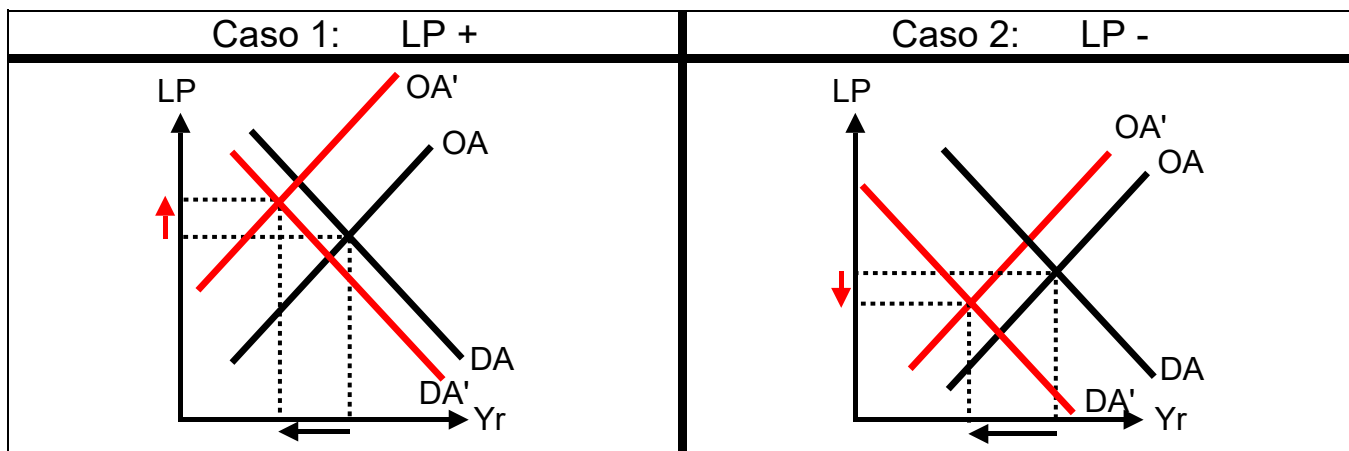 Caso 1: LP +
Caso 2: LP -
LP
OA'
OA
DA
DA'
Yr
LP
OA'
OA
DA
DA'
Yr